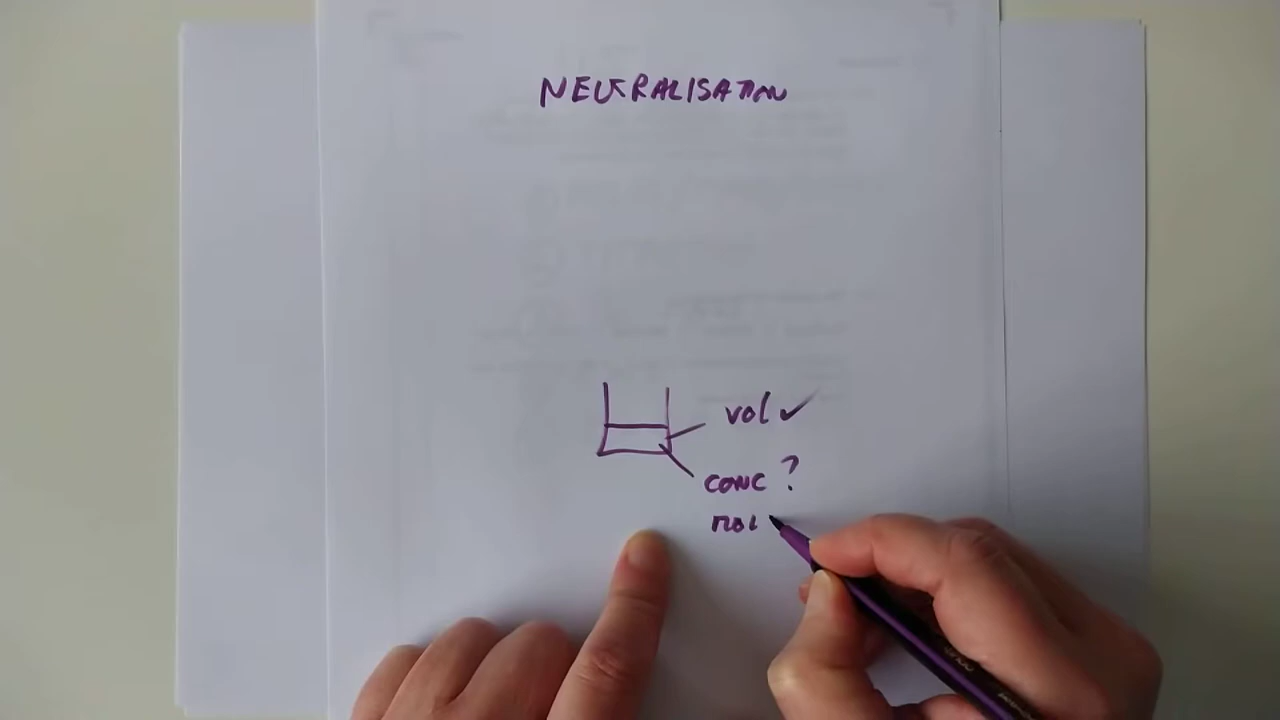 NEUTRALISATION
vol ✓
CONC ?
mol